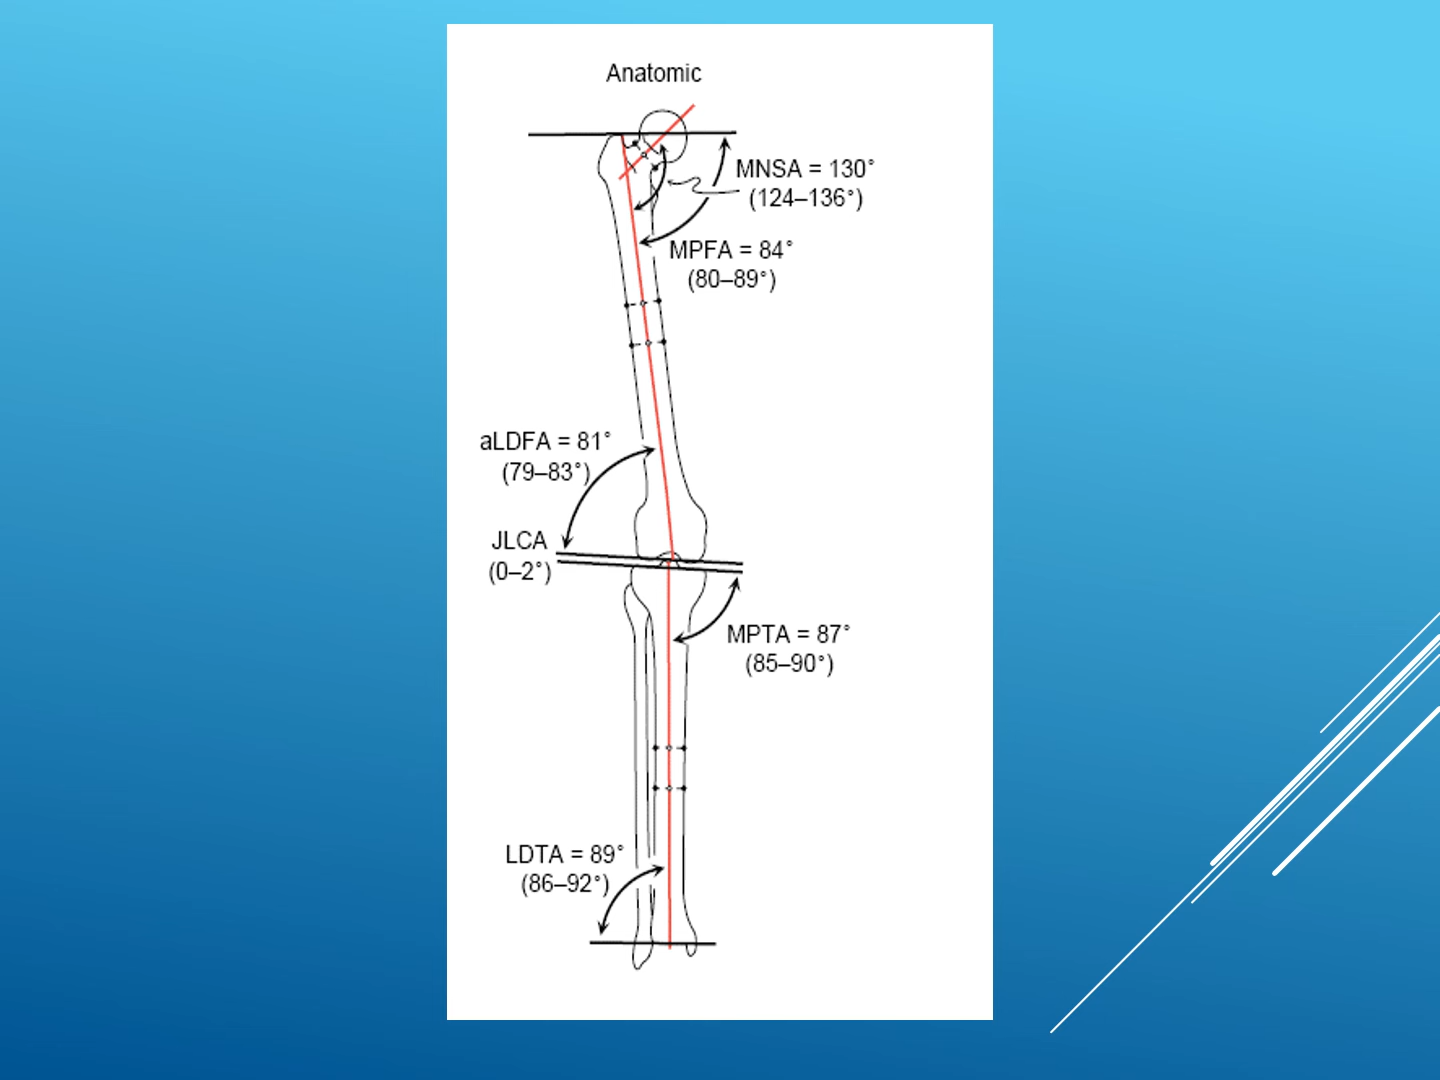 Anatomic
MNSA = 130°
(124–136°)
MPFA = 84°
(80–89°)
aLDFA = 81°
(79–83°)
JLCA
(0–2°)
MPTA = 87°
(85–90°)
LDTA = 89°
(86–92°)